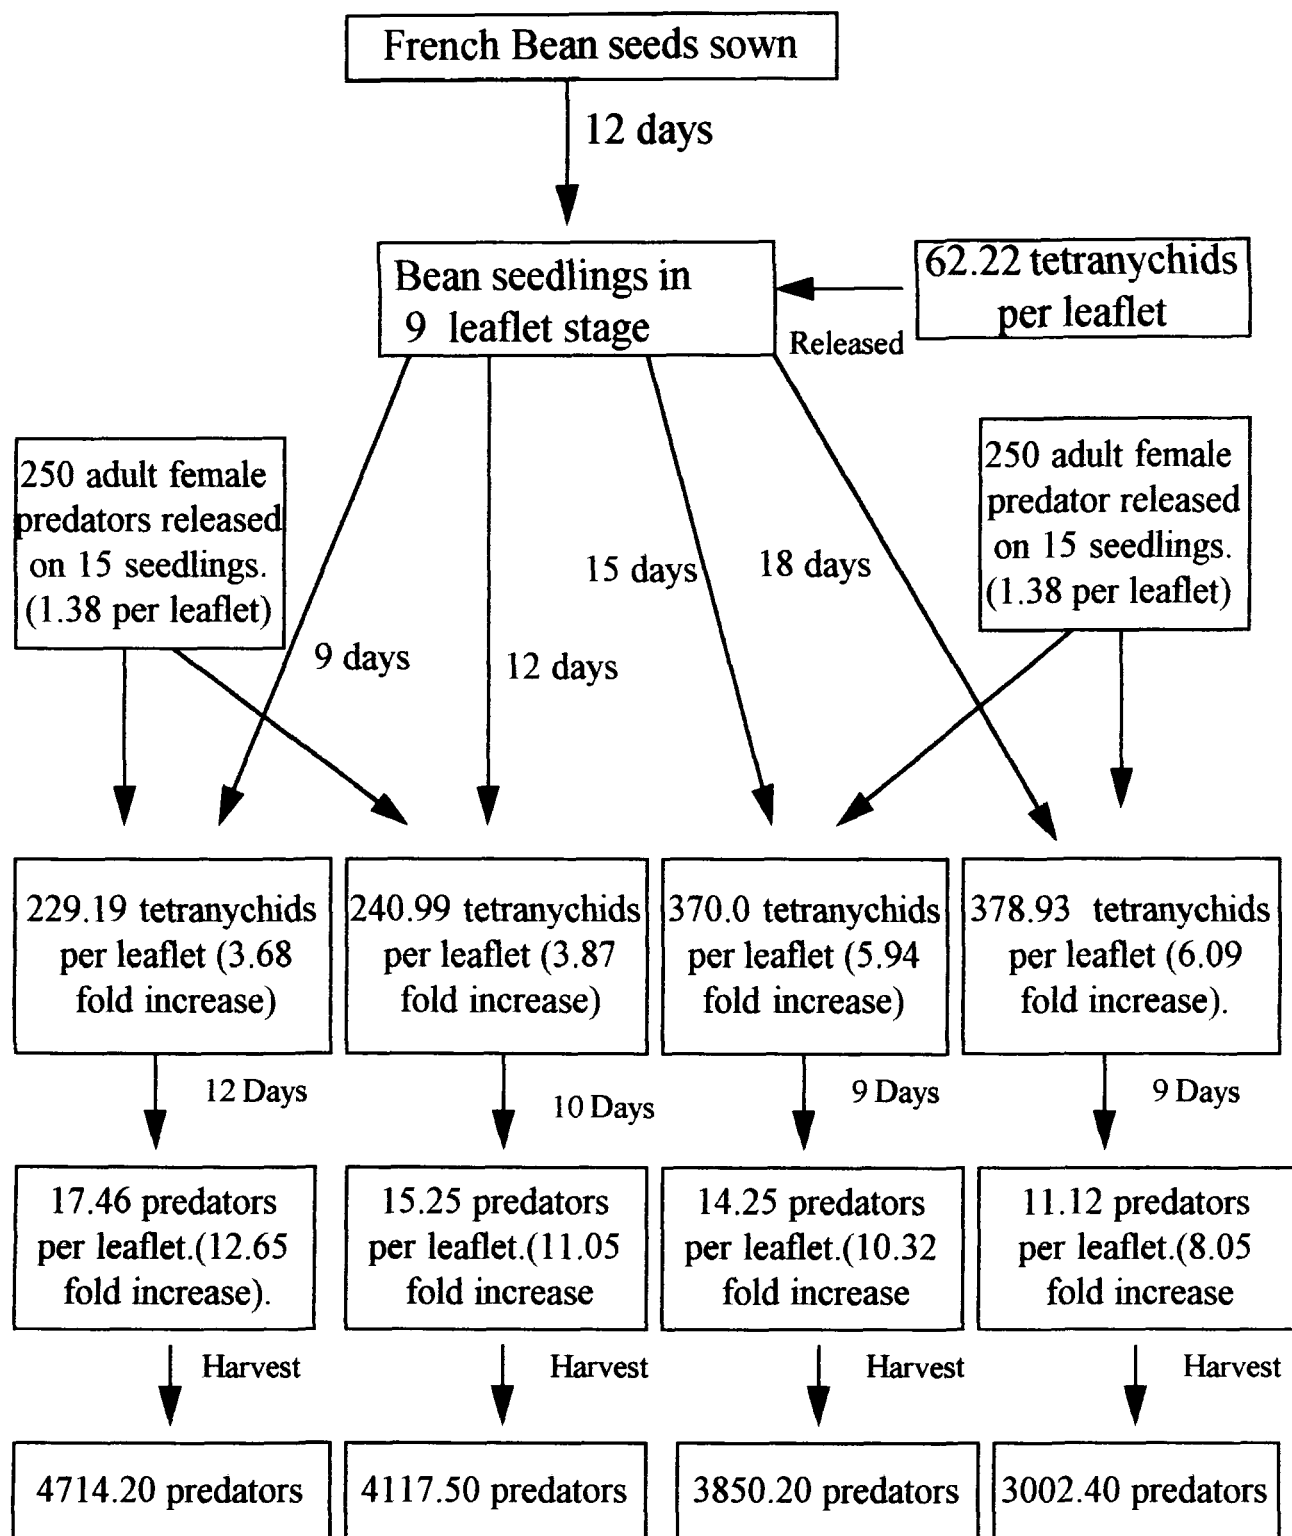 French Bean seeds sown
12 days
Bean seedlings in
9 leaflet stage
62.22 tetranychids
per leaflet
Released
250 adult female
predators released
on 15 seedlings.
(1.38 per leaflet)
250 adult female
predator released
on 15 seedlings.
(1.38 per leaflet)
9 days
12 days
15 days
18 days
229.19 tetranychids
per leaflet (3.68
fold increase)
240.99 tetranychids
per leaflet (3.87
fold increase)
370.0 tetranychids
per leaflet (5.94
fold increase)
378.93 tetranychids
per leaflet (6.09
fold increase).
12 Days
10 Days
9 Days
9 Days
17.46 predators
per leaflet.(12.65
fold increase).
15.25 predators
per leaflet.(11.05
fold increase
14.25 predators
per leaflet.(10.32
fold increase
11.12 predators
per leaflet.(8.05
fold increase
Harvest
Harvest
Harvest
Harvest
4714.20 predators
4117.50 predators
3850.20 predators
3002.40 predators